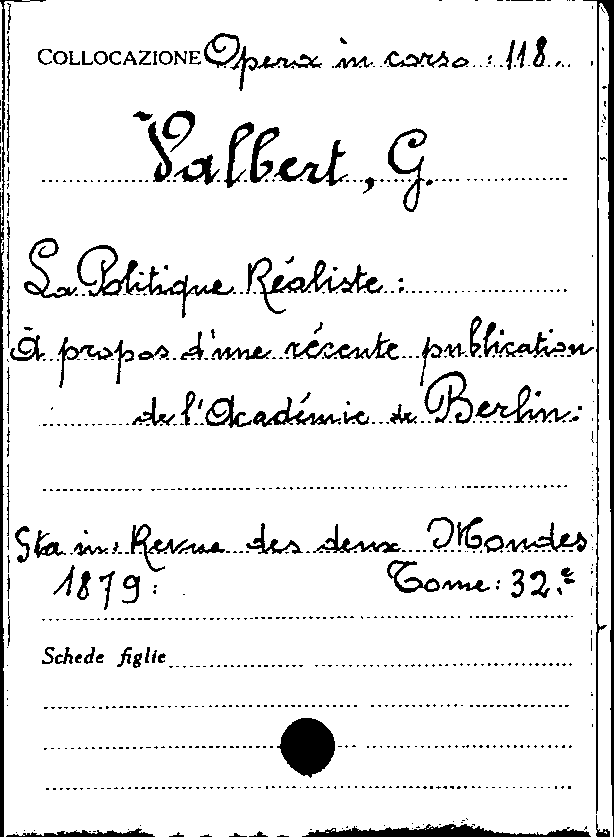 COLLOCAZIONE Opera in corso : 118.
Valbert, G.
La Politique Réaliste :
A propos d'une récente publication
de l'Académie de Berlin:
Sta in: Revue des deux Mondes
1879: Tome: 32.e
Schede figlie